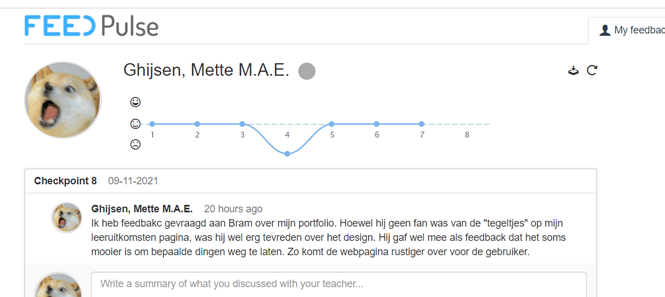 FEEDPulse
My feedbac
Ghijsen, Mette M.A.E.
1 2 3 4 5 6 7 8
Checkpoint 8 09-11-2021
Ghijsen, Mette M.A.E. 20 hours ago
Ik heb feedbakc gevraagd aan Bram over mijn portfolio. Hoewel hij geen fan was van de "tegeltjes" op mijn
leeruitkomsten pagina, was hij wel erg tevreden over het design. Hij gaf wel mee als feedback dat het soms
mooier is om bepaalde dingen weg te laten. Zo komt de webpagina rustiger over voor de gebruiker.
Write a summary of what you discussed with your teacher...